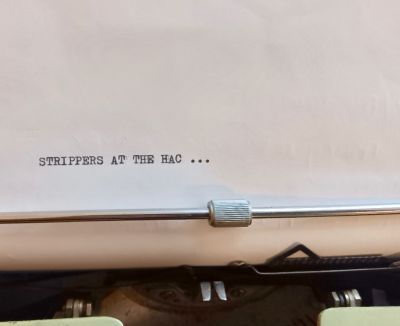 STRIPPERS AT THE HAC ...